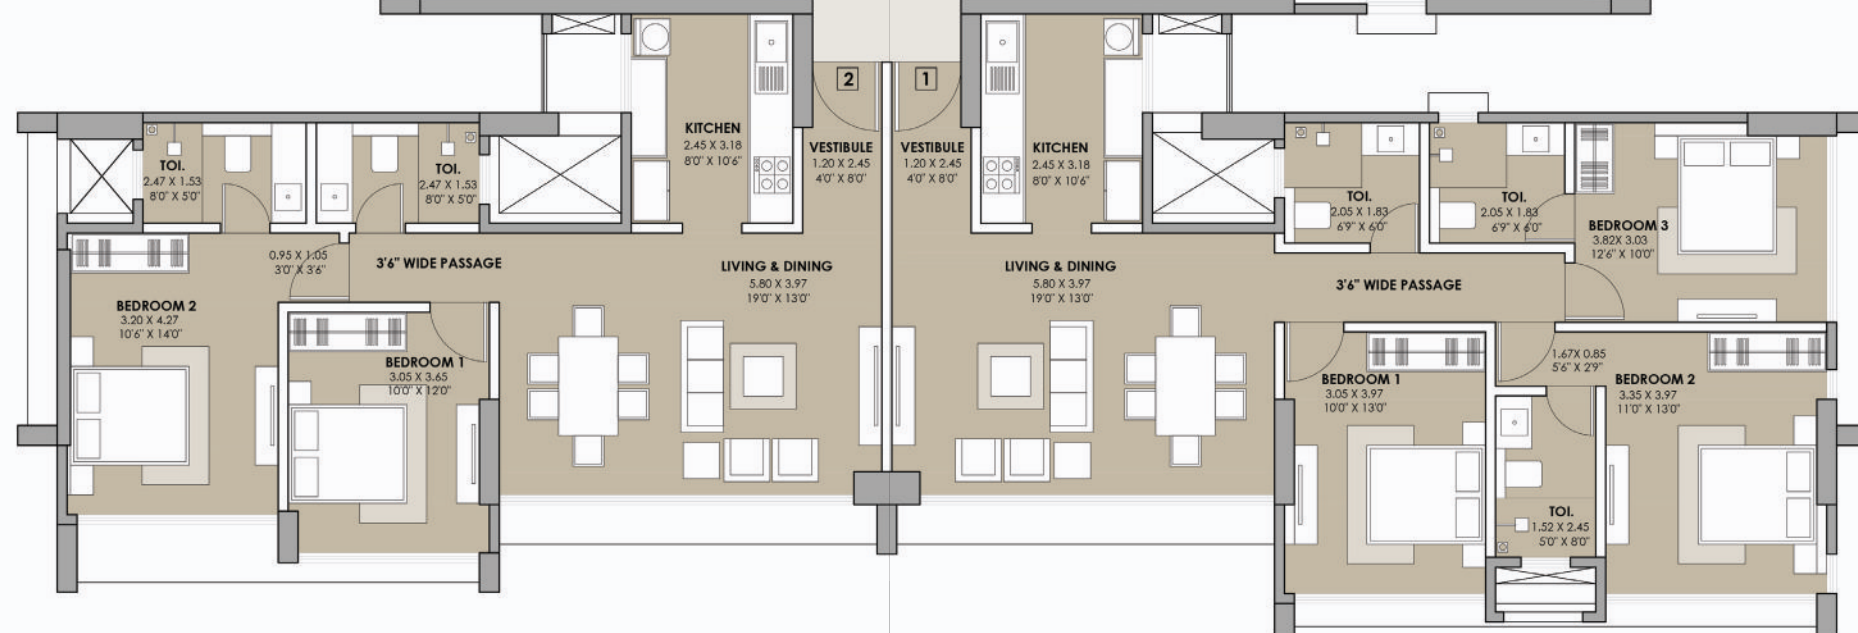 2
1
KITCHEN
2.45 X 3.18
8'0" X 10'6"
VESTIBULE
1.20 X 2.45
4'0" X 8'0"
VESTIBULE
1.20 X 2.45
4'0" X 8'0"
KITCHEN
2.45 X 3.18
8'0" X 10'6"
TOI.
2.47 X 1.53
8'0" X 5'0"
TOI.
2.47 X 1.53
8'0" X 5'0"
TOI.
2.05 X 1.83
6'9" X 6'0"
TOI.
2.05 X 1.83
6'9" X 6'0"
BEDROOM 3
3.82X 3.03
12'6" X 10'0"
0.95 X 1.05
3'0" X 3'6"
3'6" WIDE PASSAGE
LIVING & DINING
5.80 X 3.97
19'0" X 13'0"
LIVING & DINING
5.80 X 3.97
19'0" X 13'0"
3'6" WIDE PASSAGE
BEDROOM 2
3.20 X 4.27
10'6" X 14'0"
BEDROOM 1
3.05 X 3.65
10'0" X 12'0"
BEDROOM 1
3.05 X 3.97
10'0" X 13'0"
1.67X 0.85
5'6" X 2'9"
BEDROOM 2
3.35 X 3.97
11'0" X 13'0"
TOI.
1.52 X 2.45
5'0" X 8'0"